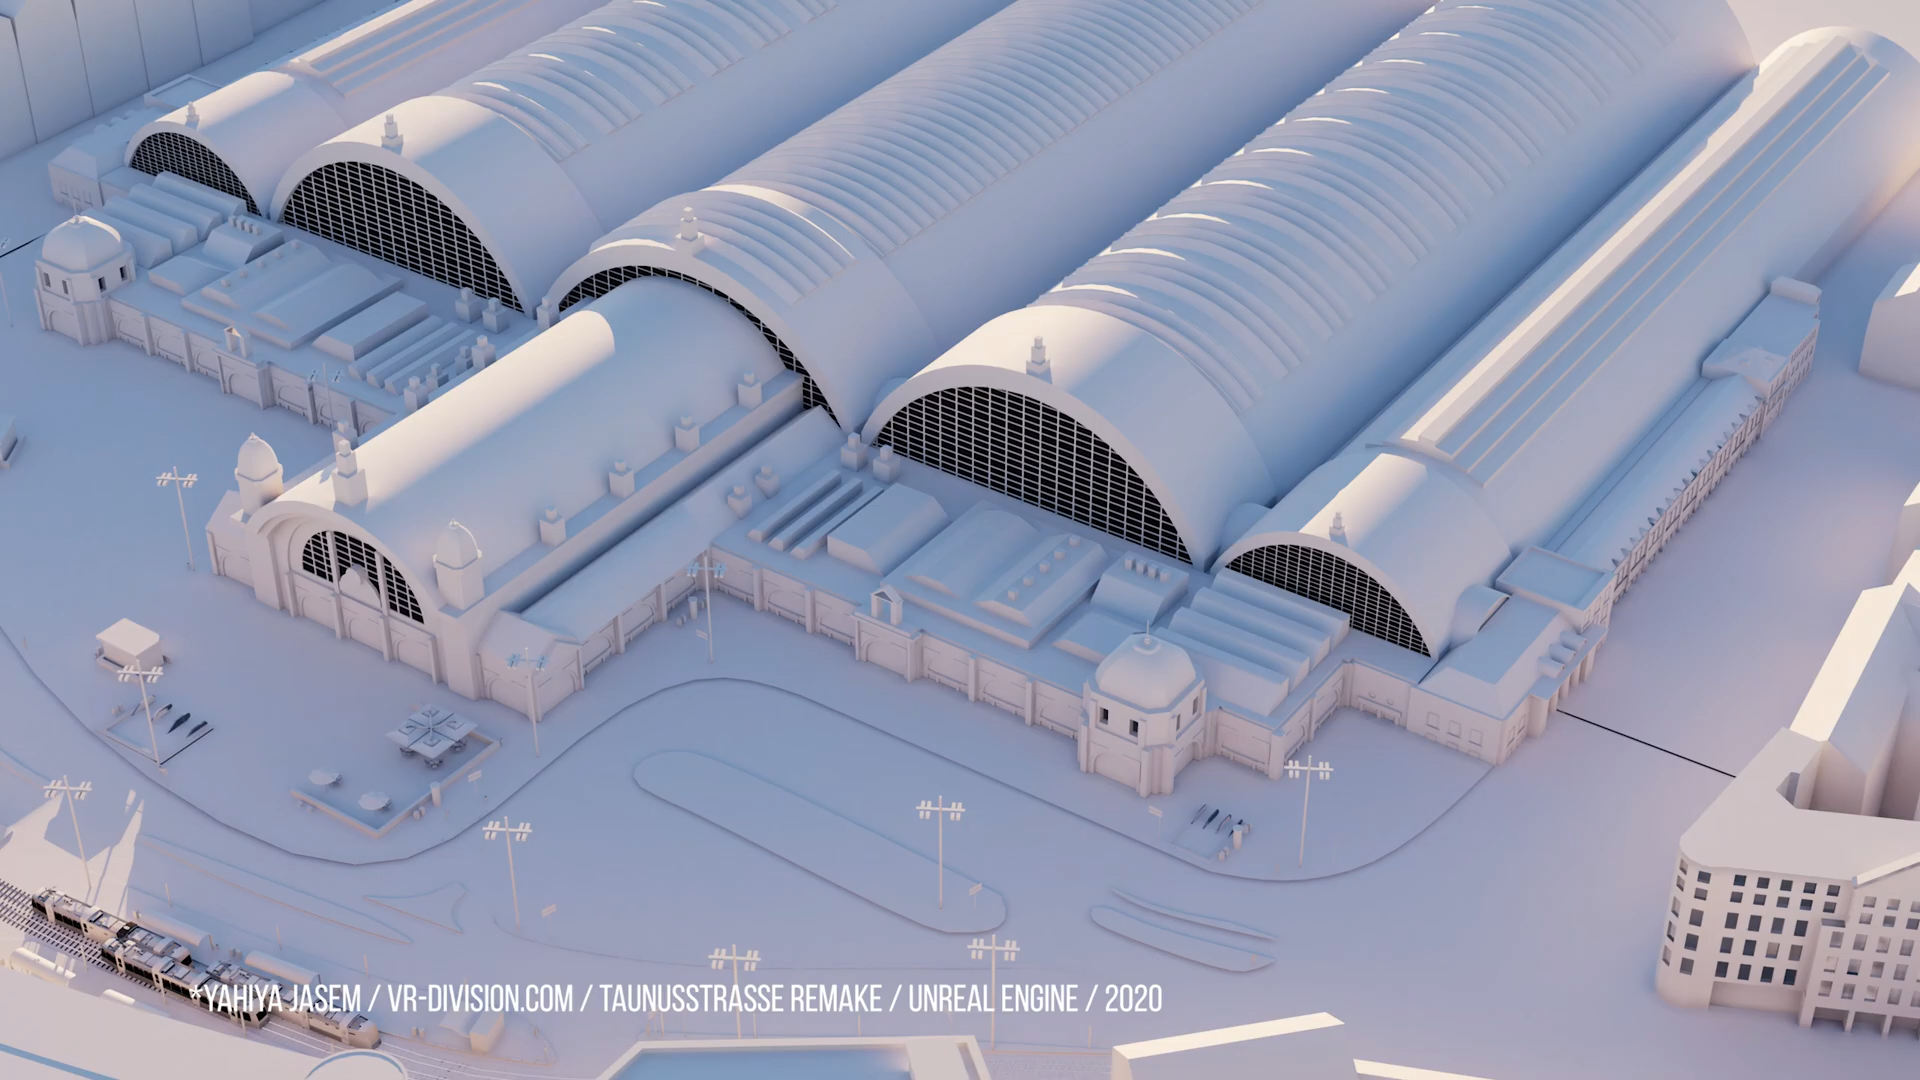 *YAHIYA JASEM / VR-DIVISION.COM / TAUNUSSTRASSE REMAKE / UNREAL ENGINE / 2020